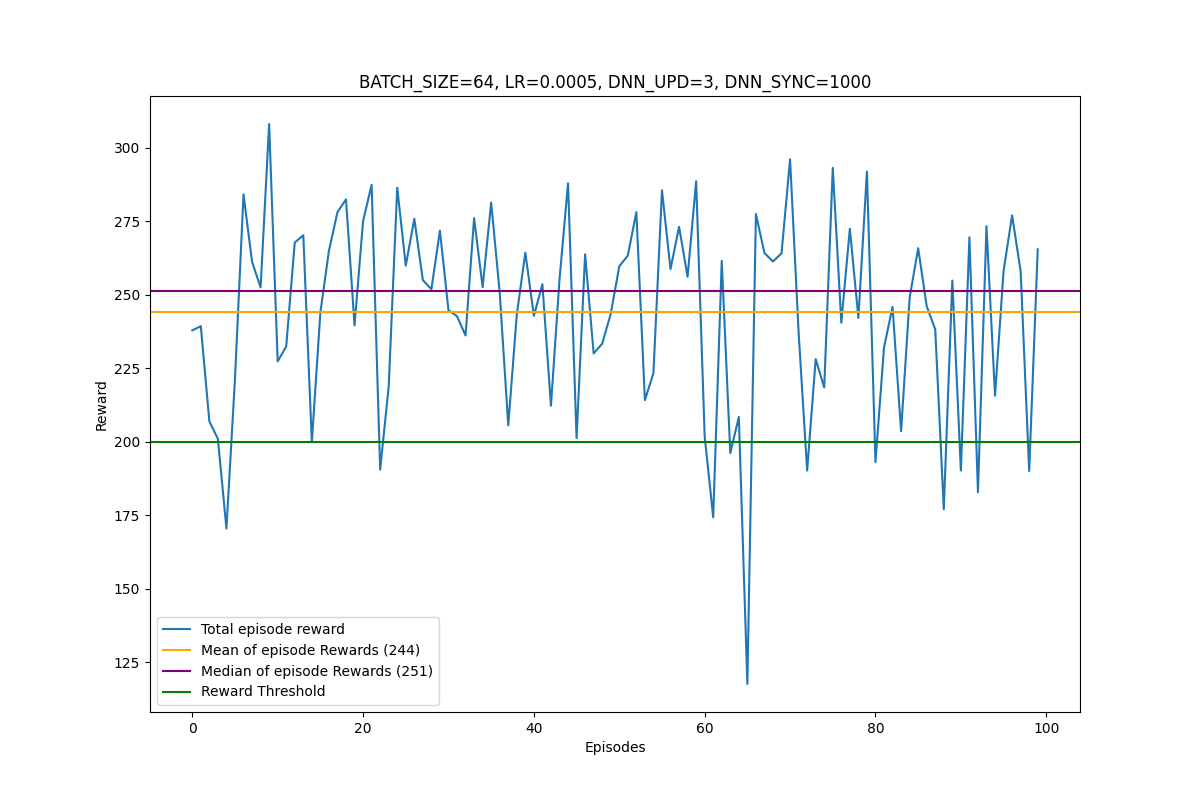 BATCH_SIZE=64, LR=0.0005, DNN_UPD=3, DNN_SYNC=1000
300
275
250
225
200
175
150
125
Reward
Total episode reward
Mean of episode Rewards (244)
Median of episode Rewards (251)
Reward Threshold
0 20 40 60 80 100
Episodes